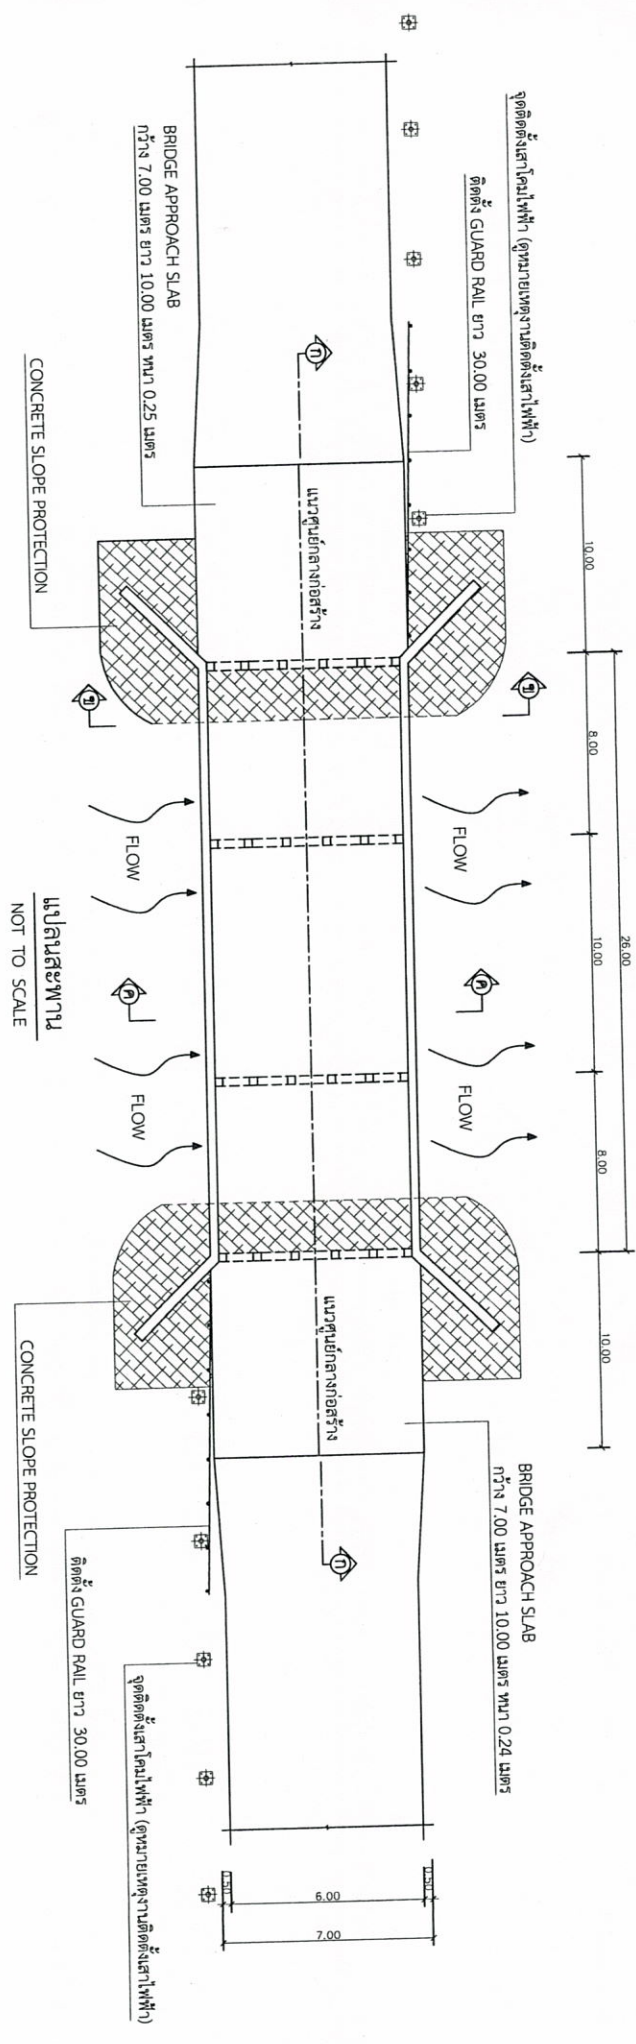 จุดติดตั้งเสาโคมไฟฟ้า (ดูหมายเหตุงานติดตั้งเสาไฟฟ้า)
ติดตั้ง GUARD RAIL ยาว 30.00 เมตร
10.00
8.00
10.00
8.00
10.00
26.00
BRIDGE APPROACH SLAB
กว้าง 7.00 เมตร ยาว 10.00 เมตร หนา 0.25 เมตร
CONCRETE SLOPE PROTECTION
ก
แนวศูนย์กลางก่อสร้าง
ข
ข
FLOW
FLOW
ค
ค
FLOW
FLOW
แนวศูนย์กลางก่อสร้าง
ก
BRIDGE APPROACH SLAB
กว้าง 7.00 เมตร ยาว 10.00 เมตร หนา 0.24 เมตร
CONCRETE SLOPE PROTECTION
ติดตั้ง GUARD RAIL ยาว 30.00 เมตร
จุดติดตั้งเสาโคมไฟฟ้า (ดูหมายเหตุงานติดตั้งเสาไฟฟ้า)
0.50
6.00
0.50
7.00
แปลนสะพาน
NOT TO SCALE